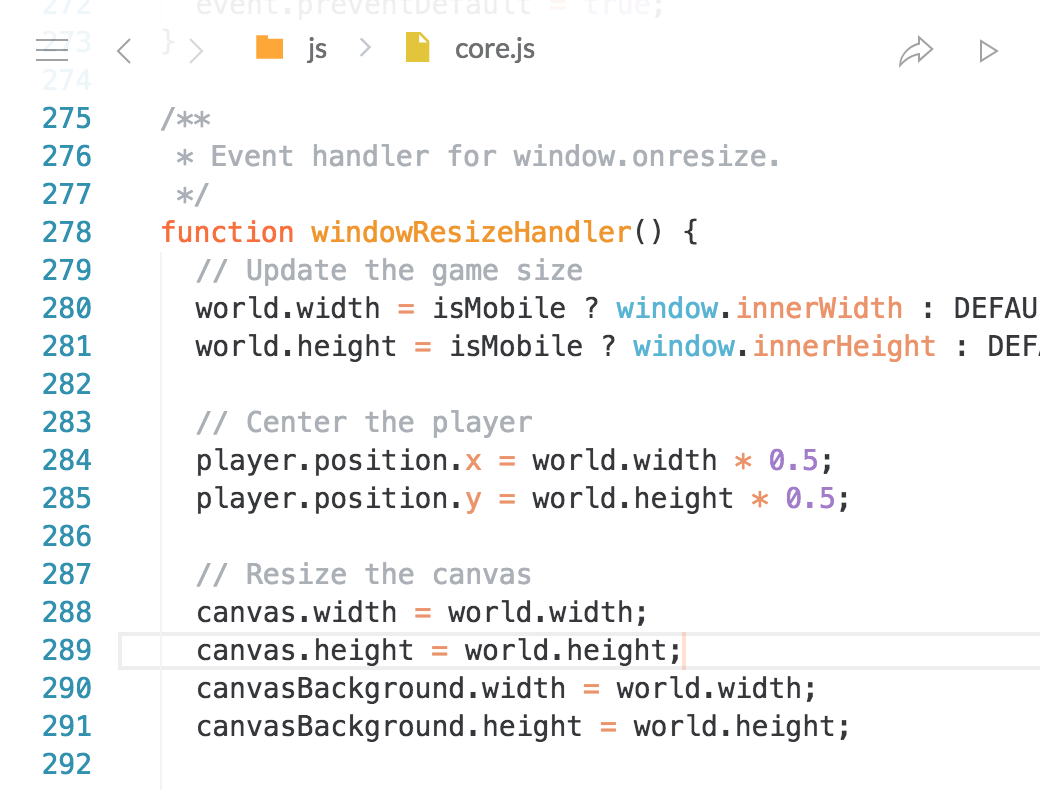 272 event.preventDefault = true;
273 }
js core.js
274
275 /**
276 * Event handler for window.onresize.
277 */
278 function windowResizeHandler() {
279 // Update the game size
280 world.width = isMobile ? window.innerWidth : DEFAU
281 world.height = isMobile ? window.innerHeight : DEF
282
283 // Center the player
284 player.position.x = world.width * 0.5;
285 player.position.y = world.height * 0.5;
286
287 // Resize the canvas
288 canvas.width = world.width;
289 canvas.height = world.height;
290 canvasBackground.width = world.width;
291 canvasBackground.height = world.height;
292